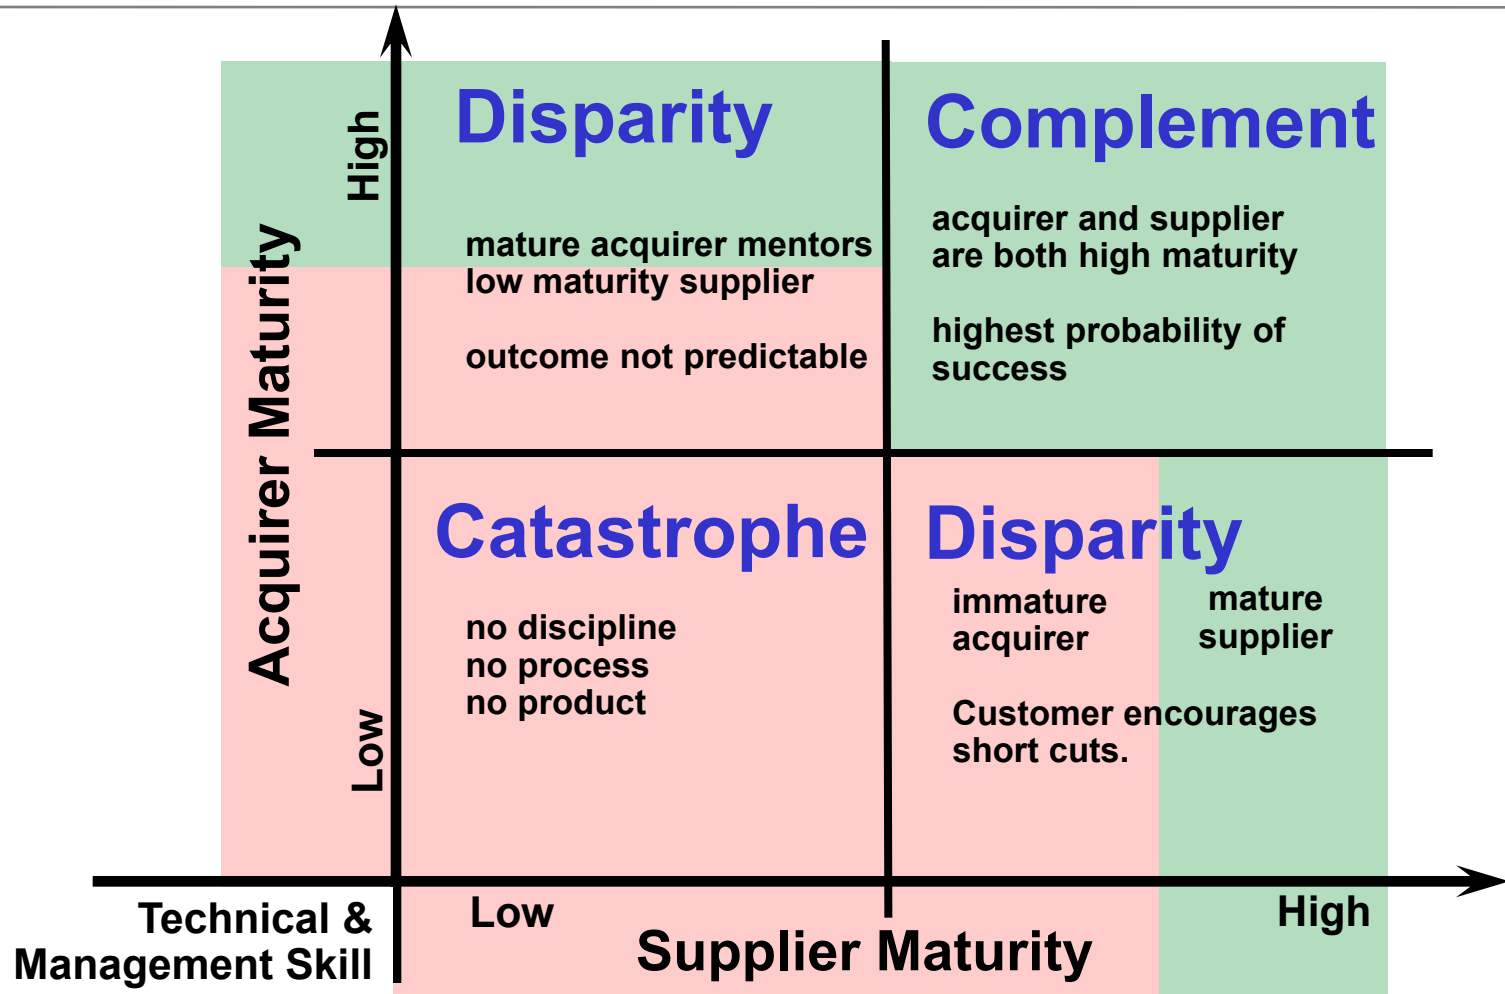 Acquirer Maturity
High
Low
Disparity
mature acquirer mentors
low maturity supplier
outcome not predictable
Complement
acquirer and supplier
are both high maturity
highest probability of
success
Catastrophe
no discipline
no process
no product
Disparity
immature
acquirer
mature
supplier
Customer encourages
short cuts.
Technical &
Management Skill
Low
High
Supplier Maturity